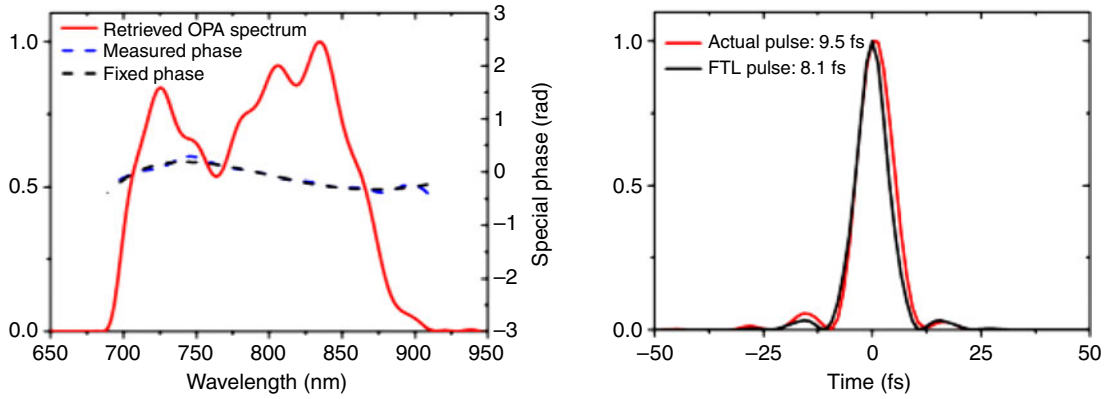 Retrieved OPA spectrum
Measured phase
Fixed phase
1.0
0.5
0.0
3
2
1
0
−1
−2
−3
Special phase (rad)
650 700 750 800 850 900 950
Wavelength (nm)
Actual pulse: 9.5 fs
FTL pulse: 8.1 fs
1.0
0.5
0.0
−50 −25 0 25 50
Time (fs)